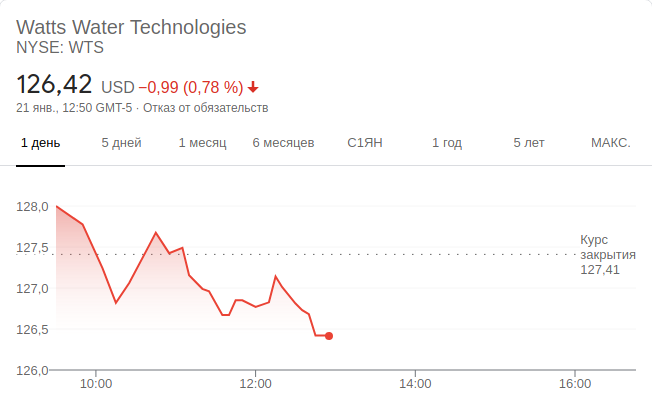 Watts Water Technologies
NYSE: WTS
126,42 USD −0,99 (0,78 %)
21 янв., 12:50 GMT-5 · Отказ от обязательств
1 день 5 дней 1 месяц 6 месяцев С1ЯН 1 год 5 лет МАКС.
128,0
127,5
127,0
126,5
126,0
Курс
закрытия
127,41
10:00 12:00 14:00 16:00